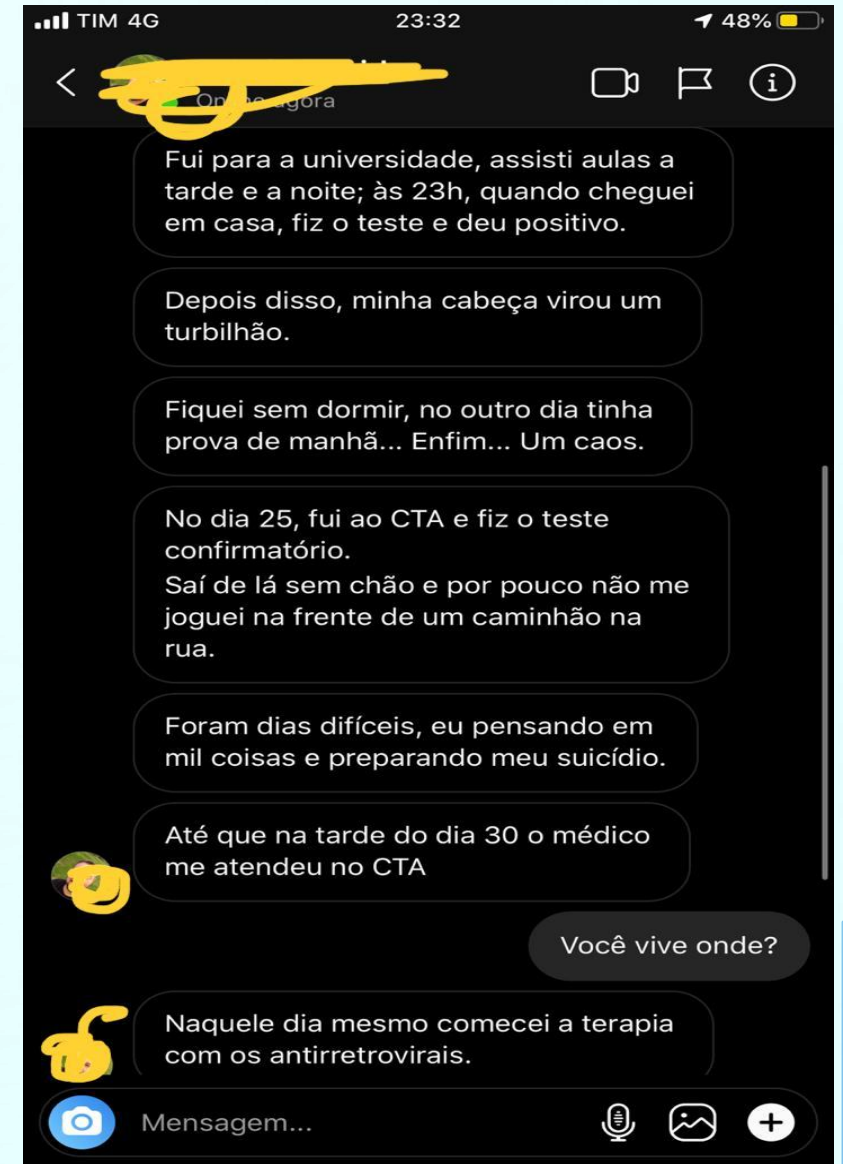 TIM 4G
23:32
48%
agora
Fui para a universidade, assisti aulas a
tarde e a noite; às 23h, quando cheguei
em casa, fiz o teste e deu positivo.
Depois disso, minha cabeça virou um
turbilhão.
Fiquei sem dormir, no outro dia tinha
prova de manhã... Enfim... Um caos.
No dia 25, fui ao CTA e fiz o teste
confirmatório.
Saí de lá sem chão e por pouco não me
joguei na frente de um caminhão na
rua.
Foram dias difíceis, eu pensando em
mil coisas e preparando meu suicídio.
Até que na tarde do dia 30 o médico
me atendeu no CTA
Você vive onde?
Naquele dia mesmo comecei a terapia
com os antirretrovirais.
Mensagem...